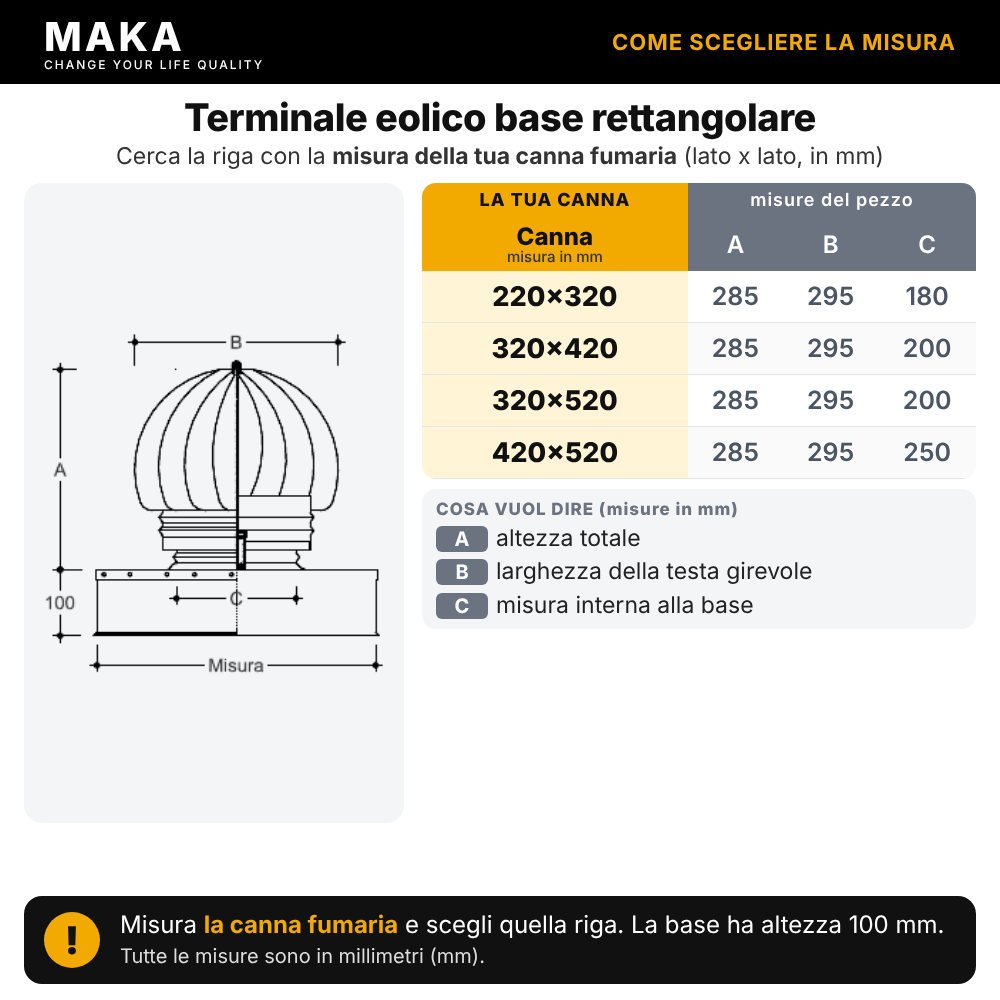 MAKA
CHANGE YOUR LIFE QUALITY
COME SCEGLIERE LA MISURA
Terminale eolico base rettangolare
Cerca la riga con la misura della tua canna fumaria (lato x lato, in mm)
B
A
100
C
Misura
LA TUA CANNA misure del pezzo
Canna A B C
misura in mm
220×320 285 295 180
320×420 285 295 200
320×520 285 295 200
420×520 285 295 250
COSA VUOL DIRE (misure in mm)
A altezza totale
B larghezza della testa girevole
C misura interna alla base
! Misura la canna fumaria e scegli quella riga. La base ha altezza 100 mm.
Tutte le misure sono in millimetri (mm).